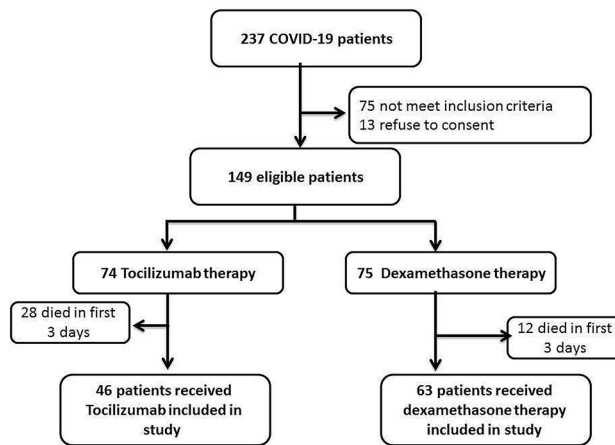 237 COVID-19 patients
75 not meet inclusion criteria
13 refuse to consent
149 eligible patients
74 Tocilizumab therapy
75 Dexamethasone therapy
28 died in first
3 days
12 died in first
3 days
46 patients received
Tocilizumab included in
study
63 patients received
dexamethasone therapy
included in study